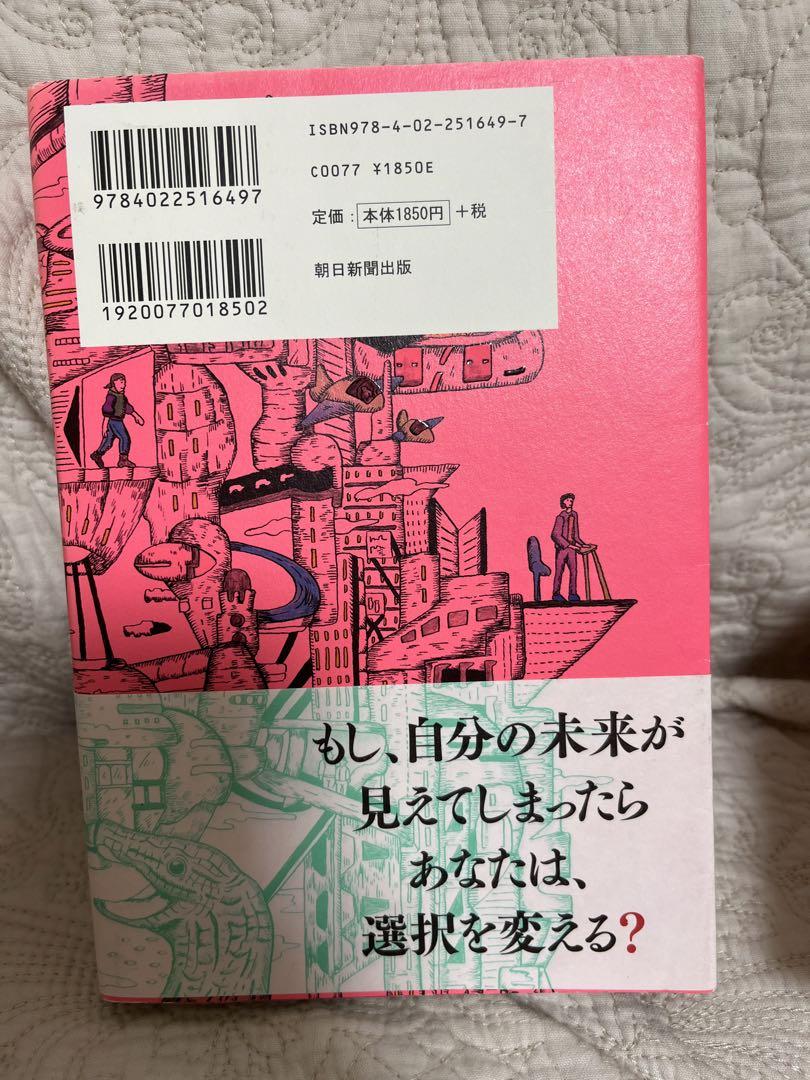 ISBN978-4-02-251649-7
C0077 ¥1850E
定価:本体1850円+税
朝日新聞出版
9784022516497
1920077018502
もし、自分の未来が
見えてしまったら
あなたは、
選択を変える?